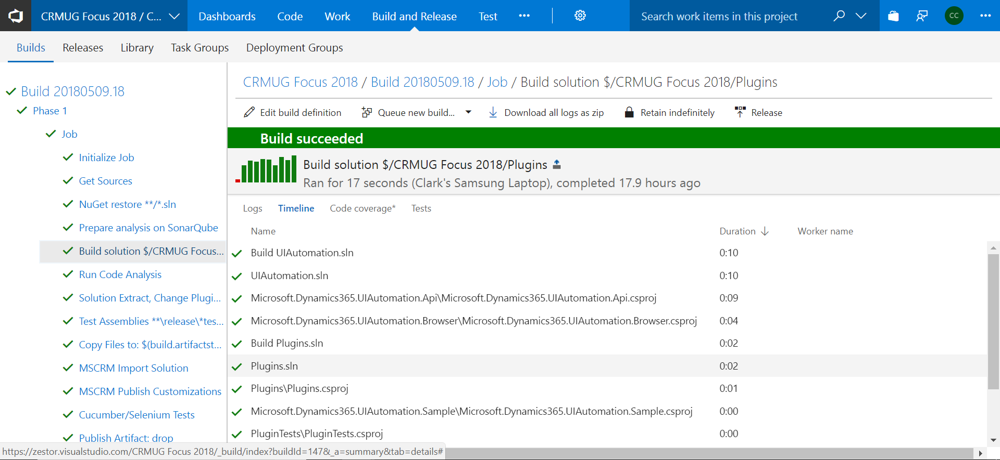 CRMUG Focus 2018 / C...
Dashboards
Code
Work
Build and Release
Test
Search work items in this project
CC
Builds
Releases
Library
Task Groups
Deployment Groups
Build 20180509.18
Phase 1
Job
Initialize Job
Get Sources
NuGet restore **/*.sln
Prepare analysis on SonarQube
Build solution $/CRMUG Focus...
Run Code Analysis
Solution Extract, Change Plugi...
Test Assemblies **\release\*tes...
Copy Files to: $(build.artifactst...
MSCRM Import Solution
MSCRM Publish Customizations
Cucumber/Selenium Tests
Publish Artifact: drop
CRMUG Focus 2018 / Build 20180509.18 / Job / Build solution $/CRMUG Focus 2018/Plugins
Edit build definition
Queue new build...
Download all logs as zip
Retain indefinitely
Release
Build succeeded
Build solution $/CRMUG Focus 2018/Plugins
Ran for 17 seconds (Clark's Samsung Laptop), completed 17.9 hours ago
Logs
Timeline
Code coverage*
Tests
Name Duration Worker name
Build UIAutomation.sln 0:10
UIAutomation.sln 0:10
Microsoft.Dynamics365.UIAutomation.Api\Microsoft.Dynamics365.UIAutomation.Api.csproj 0:09
Microsoft.Dynamics365.UIAutomation.Browser\Microsoft.Dynamics365.UIAutomation.Browser.csproj 0:04
Build Plugins.sln 0:02
Plugins.sln 0:02
Plugins\Plugins.csproj 0:01
Microsoft.Dynamics365.UIAutomation.Sample\Microsoft.Dynamics365.UIAutomation.Sample.csproj 0:00
PluginTests\PluginTests.csproj 0:00
https://zestor.visualstudio.com/CRMUG Focus 2018/_build/index?buildId=147&_a=summary&tab=details#